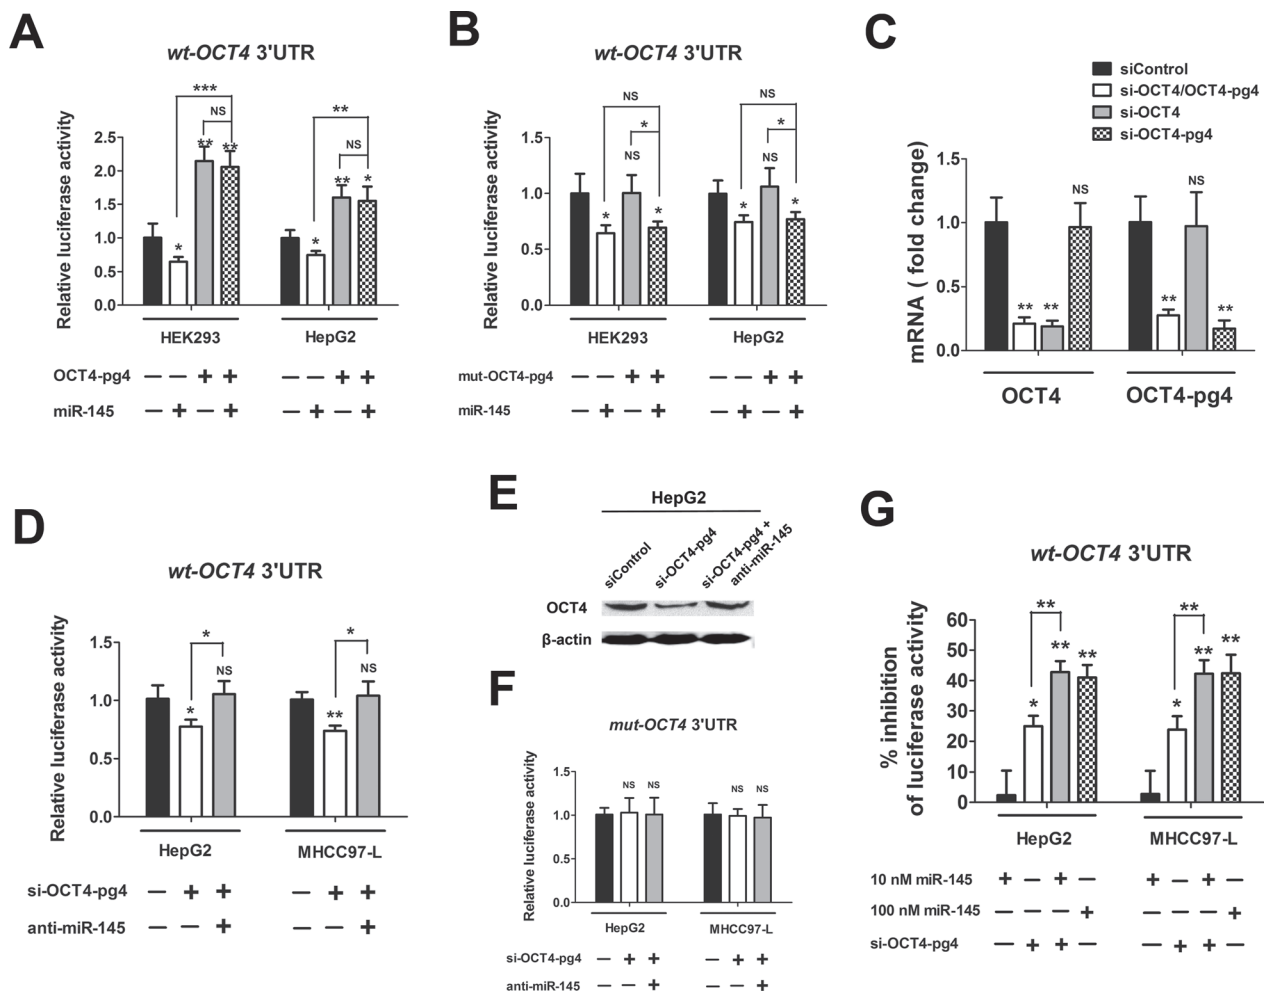 A
wt-OCT4 3'UTR
Relative luciferase activity
2.5
2.0
1.5
1.0
0.5
0.0
*
**
**
***
NS
*
**
*
**
NS
HEK293
HepG2
OCT4-pg4 — — + + — — + +
miR-145 — + — + — + — +
B
wt-OCT4 3'UTR
Relative luciferase activity
1.5
1.0
0.5
0.0
*
NS
*
NS
*
*
NS
*
NS
*
HEK293
HepG2
mut-OCT4-pg4 — — + + — — + +
miR-145 — + — + — + — +
C
siControl
si-OCT4/OCT4-pg4
si-OCT4
si-OCT4-pg4
mRNA ( fold change)
1.5
1.0
0.5
0.0
**
**
NS
**
NS
**
OCT4
OCT4-pg4
D
wt-OCT4 3'UTR
Relative luciferase activity
1.5
1.0
0.5
0.0
*
NS
*
**
NS
*
HepG2
MHCC97-L
si-OCT4-pg4 — + + — + +
anti-miR-145 — — + — — +
E
HepG2
siControl
si-OCT4-pg4
si-OCT4-pg4 +
anti-miR-145
OCT4
β-actin
F
mut-OCT4 3'UTR
Relative luciferase activity
1.5
1.0
0.5
0.0
NS
NS
NS
NS
HepG2
MHCC97-L
si-OCT4-pg4 — + + — + +
anti-miR-145 — — + — — +
G
wt-OCT4 3'UTR
% inhibition
of luciferase activity
60
50
40
30
20
10
0
*
**
**
**
*
**
**
**
HepG2
MHCC97-L
10 nM miR-145 + — + — + — + —
100 nM miR-145 — — — + — — — +
si-OCT4-pg4 — + + — — + + —